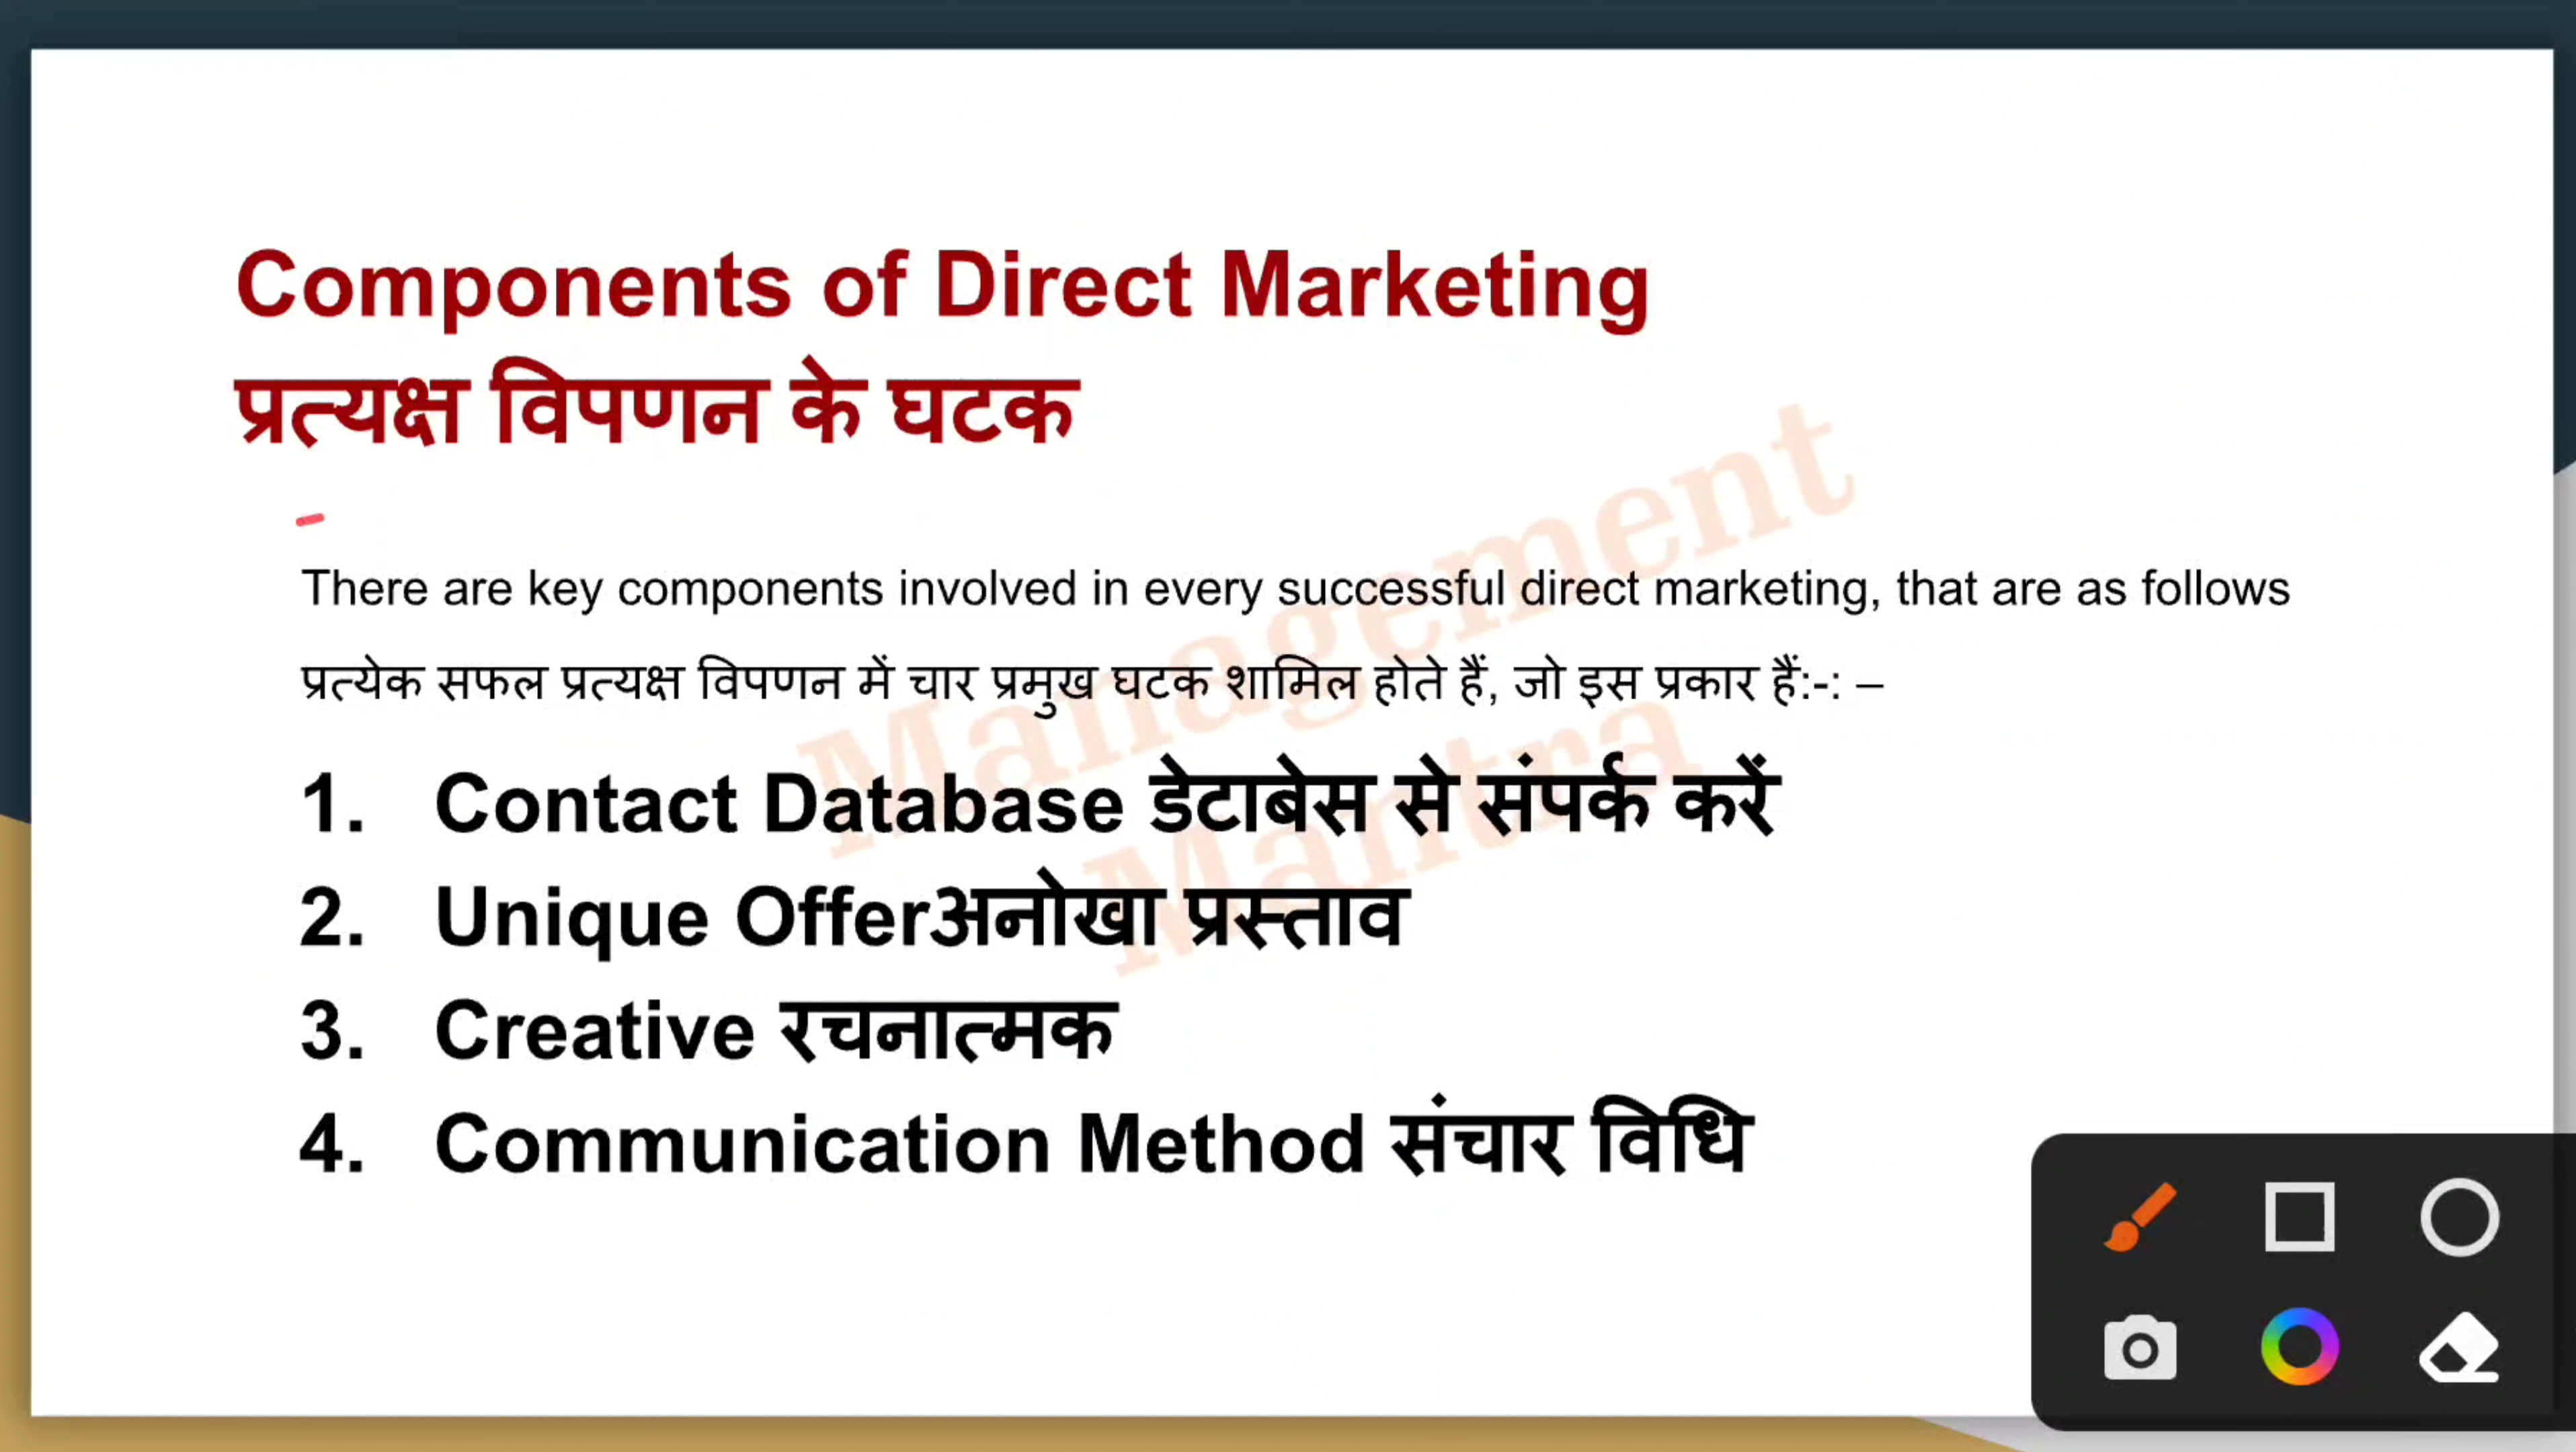 Components of Direct Marketing
प्रत्यक्ष विपणन के घटक
There are key components involved in every successful direct marketing, that are as follows
प्रत्येक सफल प्रत्यक्ष विपणन में चार प्रमुख घटक शामिल होते हैं, जो इस प्रकार हैं:-: –
1. Contact Database डेटाबेस से संपर्क करें
2. Unique Offerअनोखा प्रस्ताव
3. Creative रचनात्मक
4. Communication Method संचार विधि
Management
Mantra